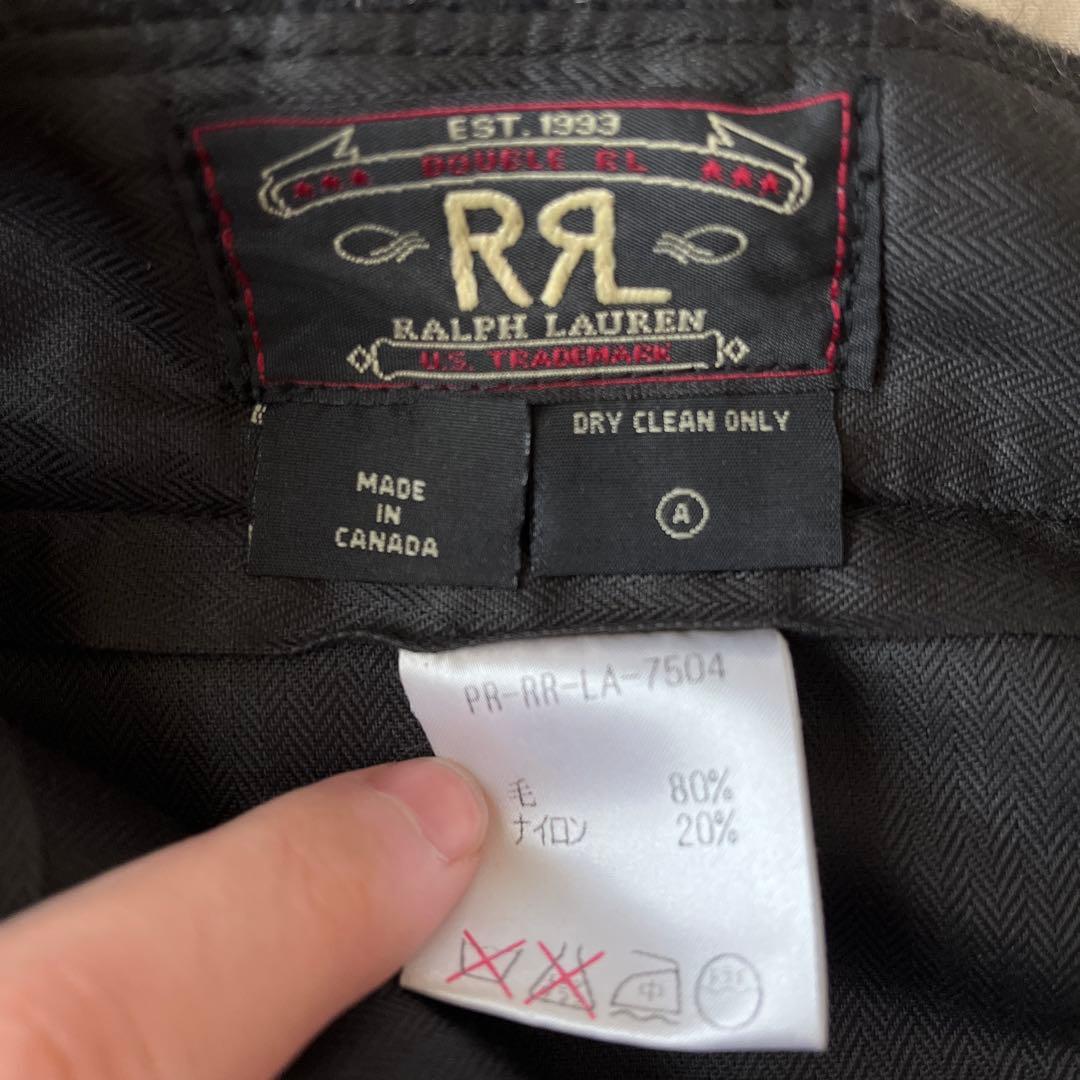 EST. 1993
★★★ DOUBLE RL ★★★
RRL
RALPH LAUREN
U.S. TRADEMARK
MADE
IN
CANADA
DRY CLEAN ONLY
A
PR-RR-LA-7504
毛 80%
ナイロン 20%
中